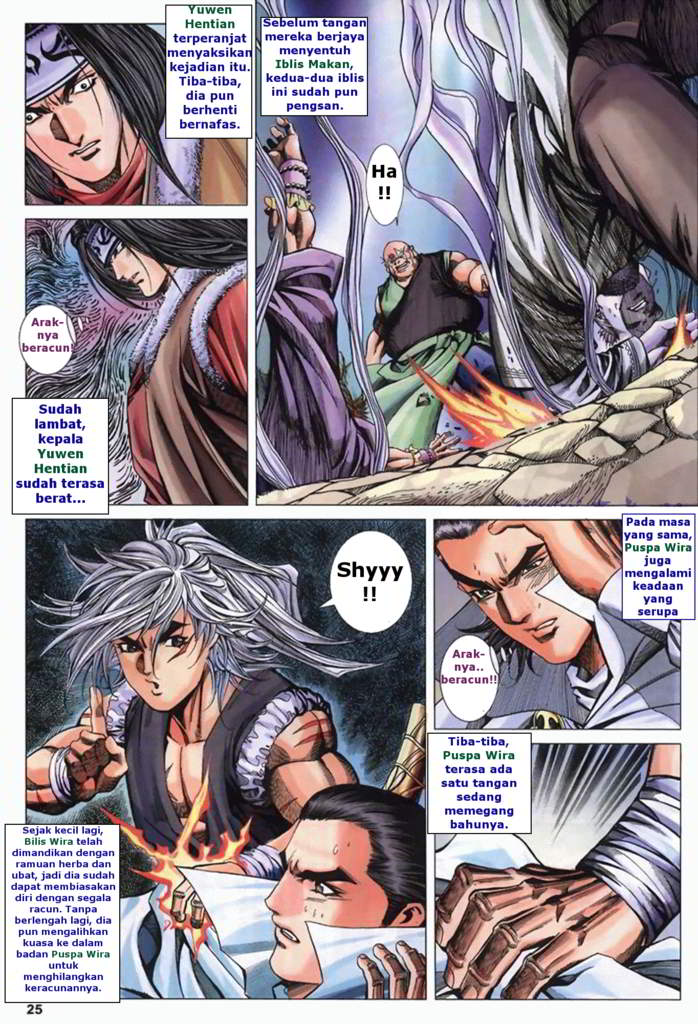 Yuwen
Hentian
terperanjat
menyaksikan
kejadian itu.
Tiba-tiba,
dia pun
berhenti
bernafas.
Sebelum tangan
mereka berjaya
menyentuh
Iblis Makan,
kedua-dua iblis
ini sudah pun
pengsan.
Ha
!!
Arak-
nya
beracun!
Sudah
lambat,
kepala
Yuwen
Hentian
sudah terasa
berat...
Shyyy
!!
Pada masa
yang sama,
Puspa Wira
juga
mengalami
keadaan
yang
serupa
Arak-
nya..
beracun!!
Tiba-tiba,
Puspa Wira
terasa ada
satu tangan
sedang
memegang
bahunya.
Sejak kecil lagi,
Bilis Wira telah
dimandikan dengan
ramuan herba dan
ubat, jadi dia sudah
dapat membiasakan
diri dengan segala
racun. Tanpa
berlengah lagi, dia
pun mengalihkan
kuasa ke dalam
badan Puspa Wira
untuk
menghilangkan
keracunannya.
25